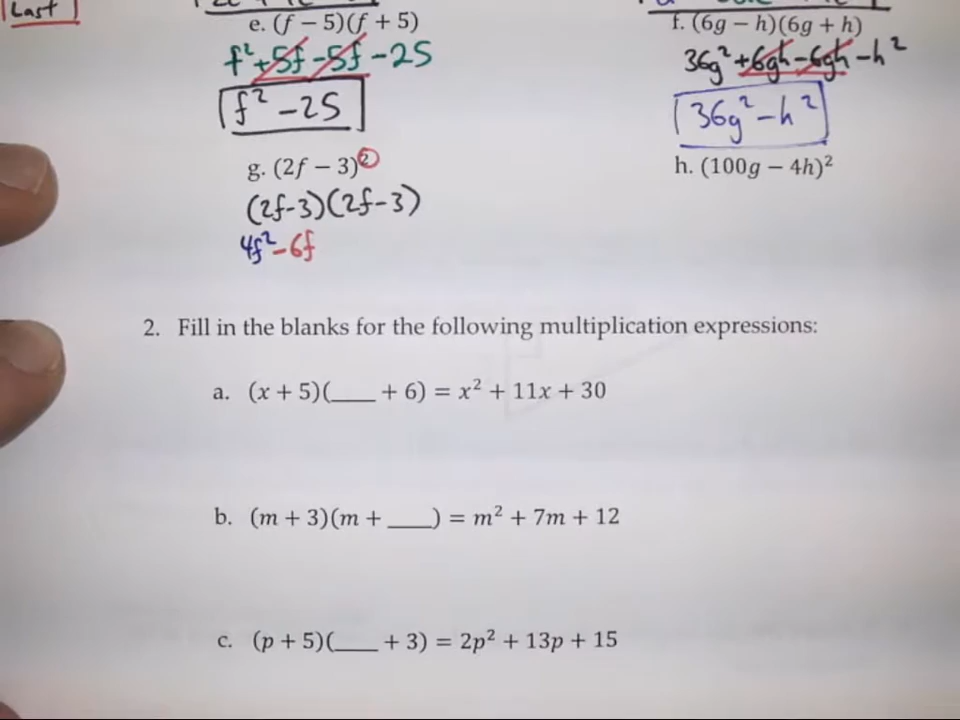 Last
e. (f − 5)(f + 5)
f² +5f −5f −25
f² −25
f. (6g − h)(6g + h)
36g² +6gh −6gh −h²
36g² − h²
g. (2f − 3)²
(2f−3)(2f−3)
4f² −6f
h. (100g − 4h)²
2. Fill in the blanks for the following multiplication expressions:
a. (x + 5)(____ + 6) = x² + 11x + 30
b. (m + 3)(m + ____) = m² + 7m + 12
c. (p + 5)(____ + 3) = 2p² + 13p + 15